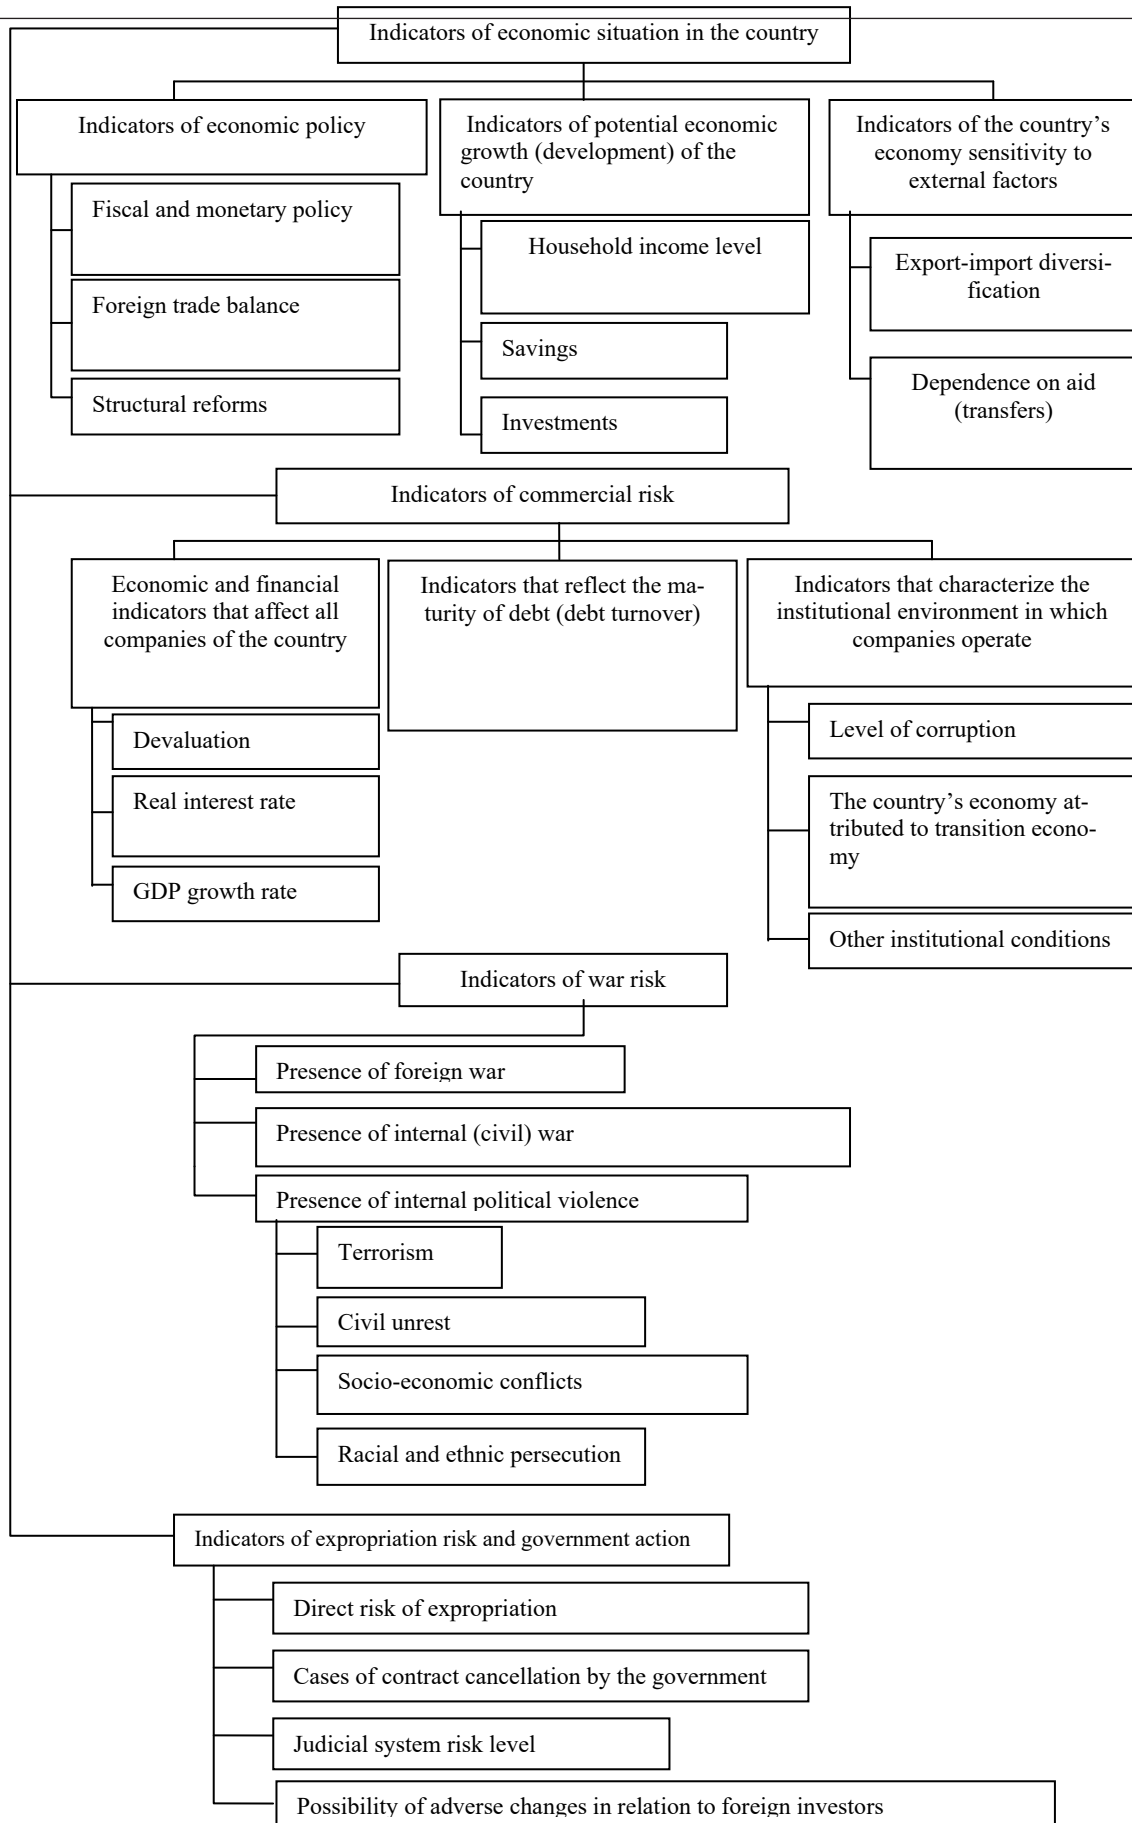 Indicators of economic situation in the country
Indicators of economic policy
Fiscal and monetary policy
Foreign trade balance
Structural reforms
Indicators of potential economic
growth (development) of the
country
Household income level
Savings
Investments
Indicators of the country’s
economy sensitivity to
external factors
Export-import diversi-
fication
Dependence on aid
(transfers)
Indicators of commercial risk
Economic and financial
indicators that affect all
companies of the country
Devaluation
Real interest rate
GDP growth rate
Indicators that reflect the ma-
turity of debt (debt turnover)
Indicators that characterize the
institutional environment in which
companies operate
Level of corruption
The country’s economy at-
tributed to transition econo-
my
Other institutional conditions
Indicators of war risk
Presence of foreign war
Presence of internal (civil) war
Presence of internal political violence
Terrorism
Civil unrest
Socio-economic conflicts
Racial and ethnic persecution
Indicators of expropriation risk and government action
Direct risk of expropriation
Cases of contract cancellation by the government
Judicial system risk level
Possibility of adverse changes in relation to foreign investors